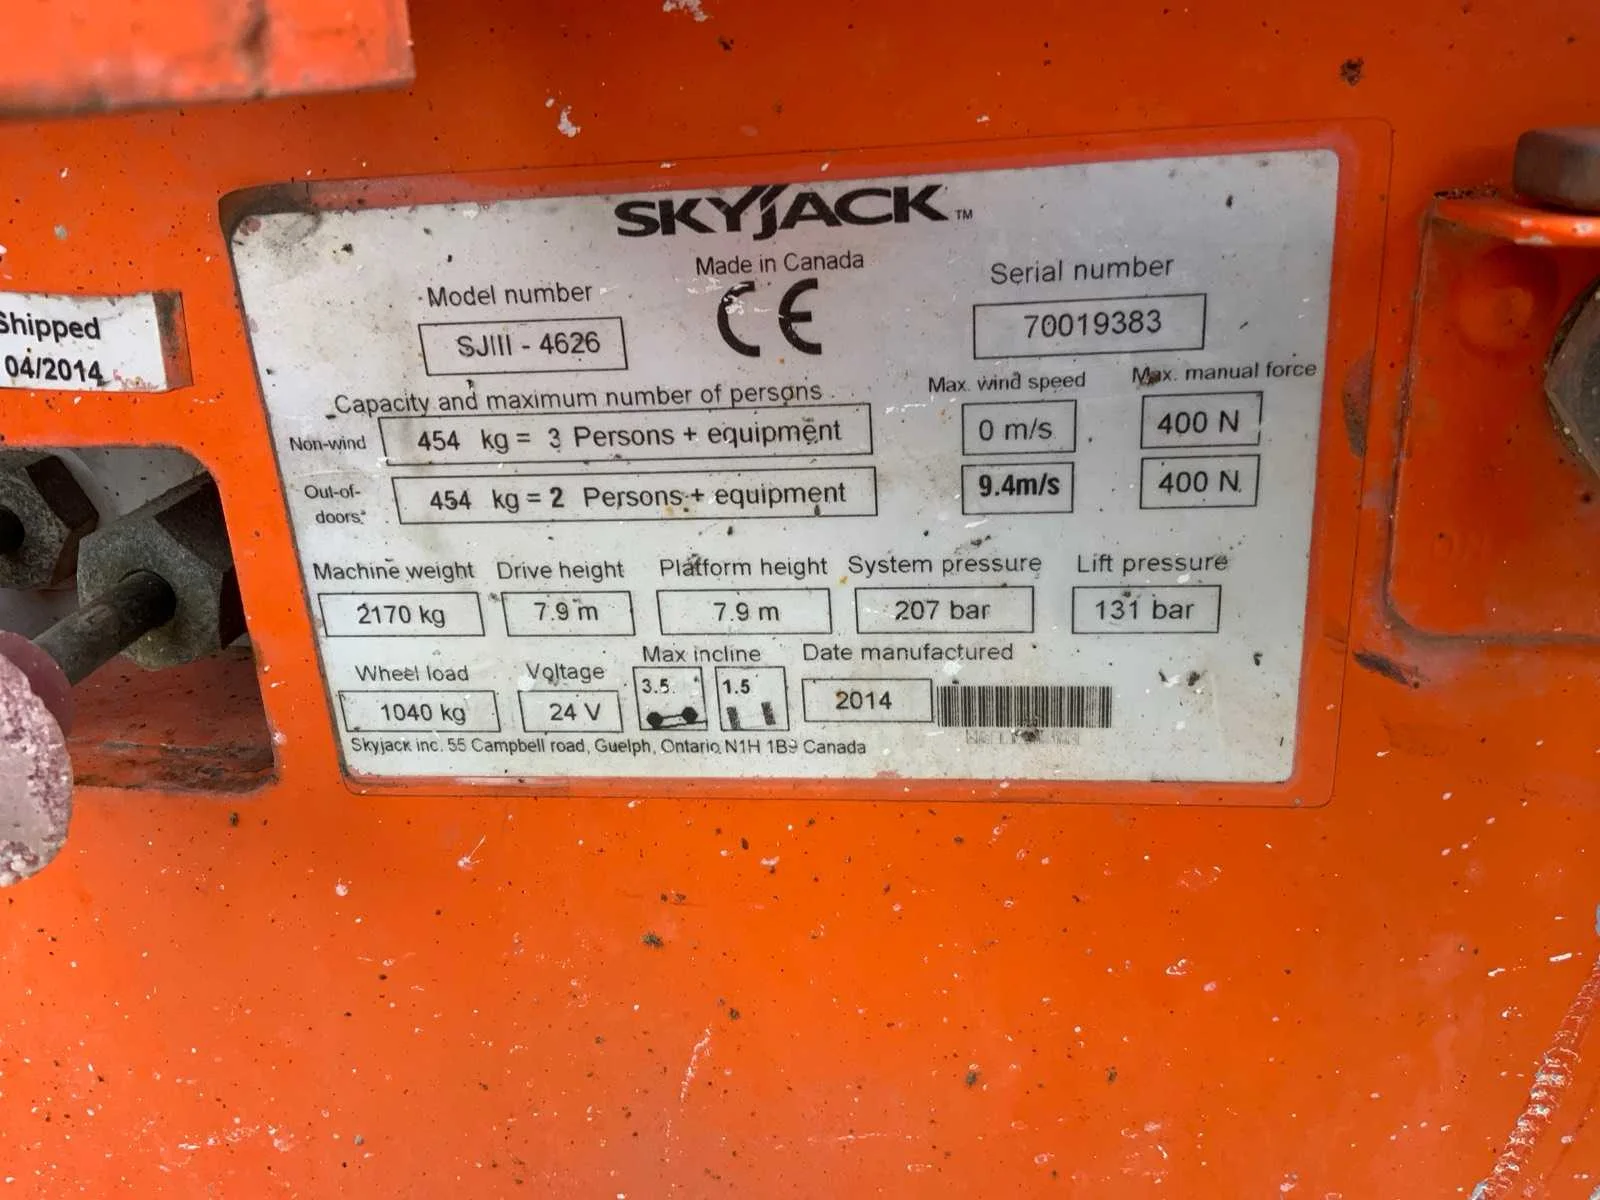 SKYJACK™
Made in Canada
CE
Model number
SJIII - 4626
Serial number
70019383
Shipped
04/2014
Capacity and maximum number of persons
Max. wind speed
Max. manual force
Non-wind
454 kg = 3 Persons + equipment
0 m/s
400 N
Out-of-
doors
454 kg = 2 Persons + equipment
9.4m/s
400 N
Machine weight
Drive height
Platform height
System pressure
Lift pressure
2170 kg
7.9 m
7.9 m
207 bar
131 bar
Wheel load
Voltage
Max incline
Date manufactured
1040 kg
24 V
3.5
1.5
2014
Skyjack inc. 55 Campbell road, Guelph, Ontario N1H 1B9 Canada